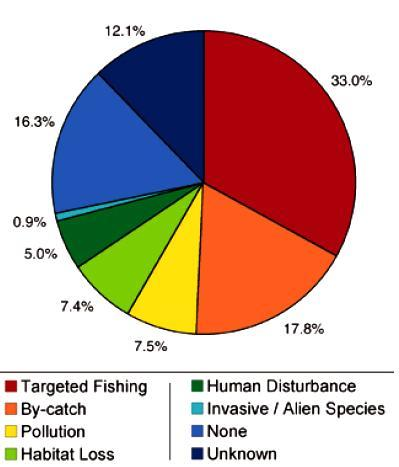 12.1%
33.0%
16.3%
0.9%
5.0%
7.4%
7.5%
17.8%
Targeted Fishing
By-catch
Pollution
Habitat Loss
Human Disturbance
Invasive / Alien Species
None
Unknown